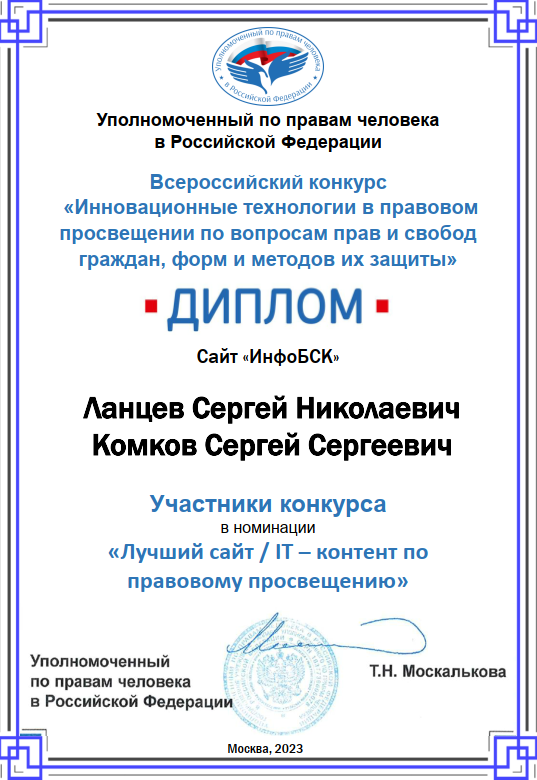 Уполномоченный по правам человека
в Российской Федерации
Уполномоченный по правам человека
в Российской Федерации
Всероссийский конкурс
«Инновационные технологии в правовом
просвещении по вопросам прав и свобод
граждан, форм и методов их защиты»
ДИПЛОМ
Сайт «ИнфоБСК»
Ланцев Сергей Николаевич
Комков Сергей Сергеевич
Участники конкурса
в номинации
«Лучший сайт / IT – контент по
правовому просвещению»
Уполномоченный
по правам человека
в Российской Федерации
Т.Н. Москалькова
Москва, 2023